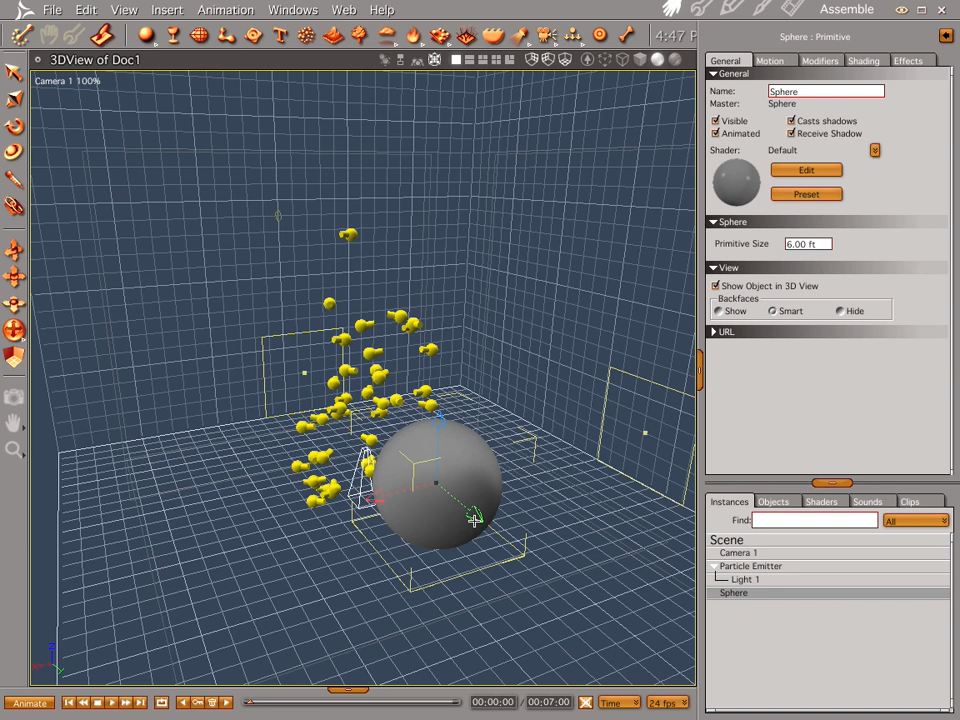 File Edit View Insert Animation Windows Web Help Assemble
4:47 P
3DView of Doc1
Camera 1 100%
Sphere : Primitive
General Motion Modifiers Shading Effects
General
Name: Sphere
Master: Sphere
Visible Casts shadows
Animated Receive Shadow
Shader: Default
Edit
Preset
Sphere
Primitive Size 6.00 ft
View
Show Object in 3D View
Backfaces
Show Smart Hide
URL
Instances Objects Shaders Sounds Clips
Find: All
Scene
Camera 1
Particle Emitter
Light 1
Sphere
Z
Animate 00:00:00 / 00:07:00 Time 24 fps